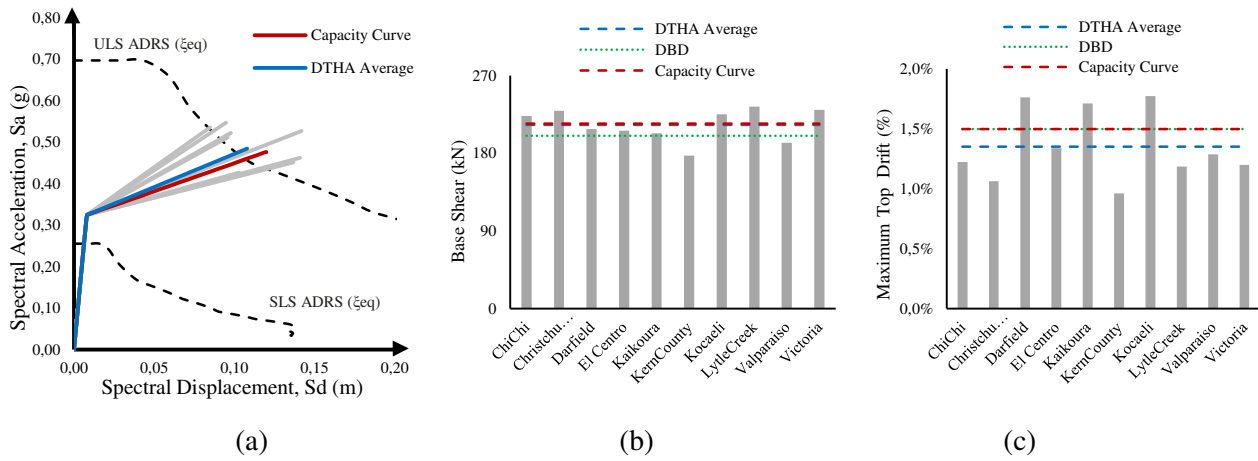 0,80
0,70
0,60
0,50
0,40
0,30
0,20
0,10
0,00
Spectral Acceleration, Sa (g)
ULS ADRS (ξeq)
Capacity Curve
DTHA Average
SLS ADRS (ξeq)
0,00 0,05 0,10 0,15 0,20
Spectral Displacement, Sd (m)
(a)
DTHA Average
DBD
Capacity Curve
270
180
90
0
Base Shear (kN)
ChiChi
Christchu…
Darfield
El Centro
Kaikoura
KernCounty
Kocaeli
LytleCreek
Valparaiso
Victoria
(b)
DTHA Average
DBD
Capacity Curve
2,0%
1,5%
1,0%
0,5%
0,0%
Maximum Top Drift (%)
ChiChi
Christchu…
Darfield
El Centro
Kaikoura
KernCounty
Kocaeli
LytleCreek
Valparaiso
Victoria
(c)